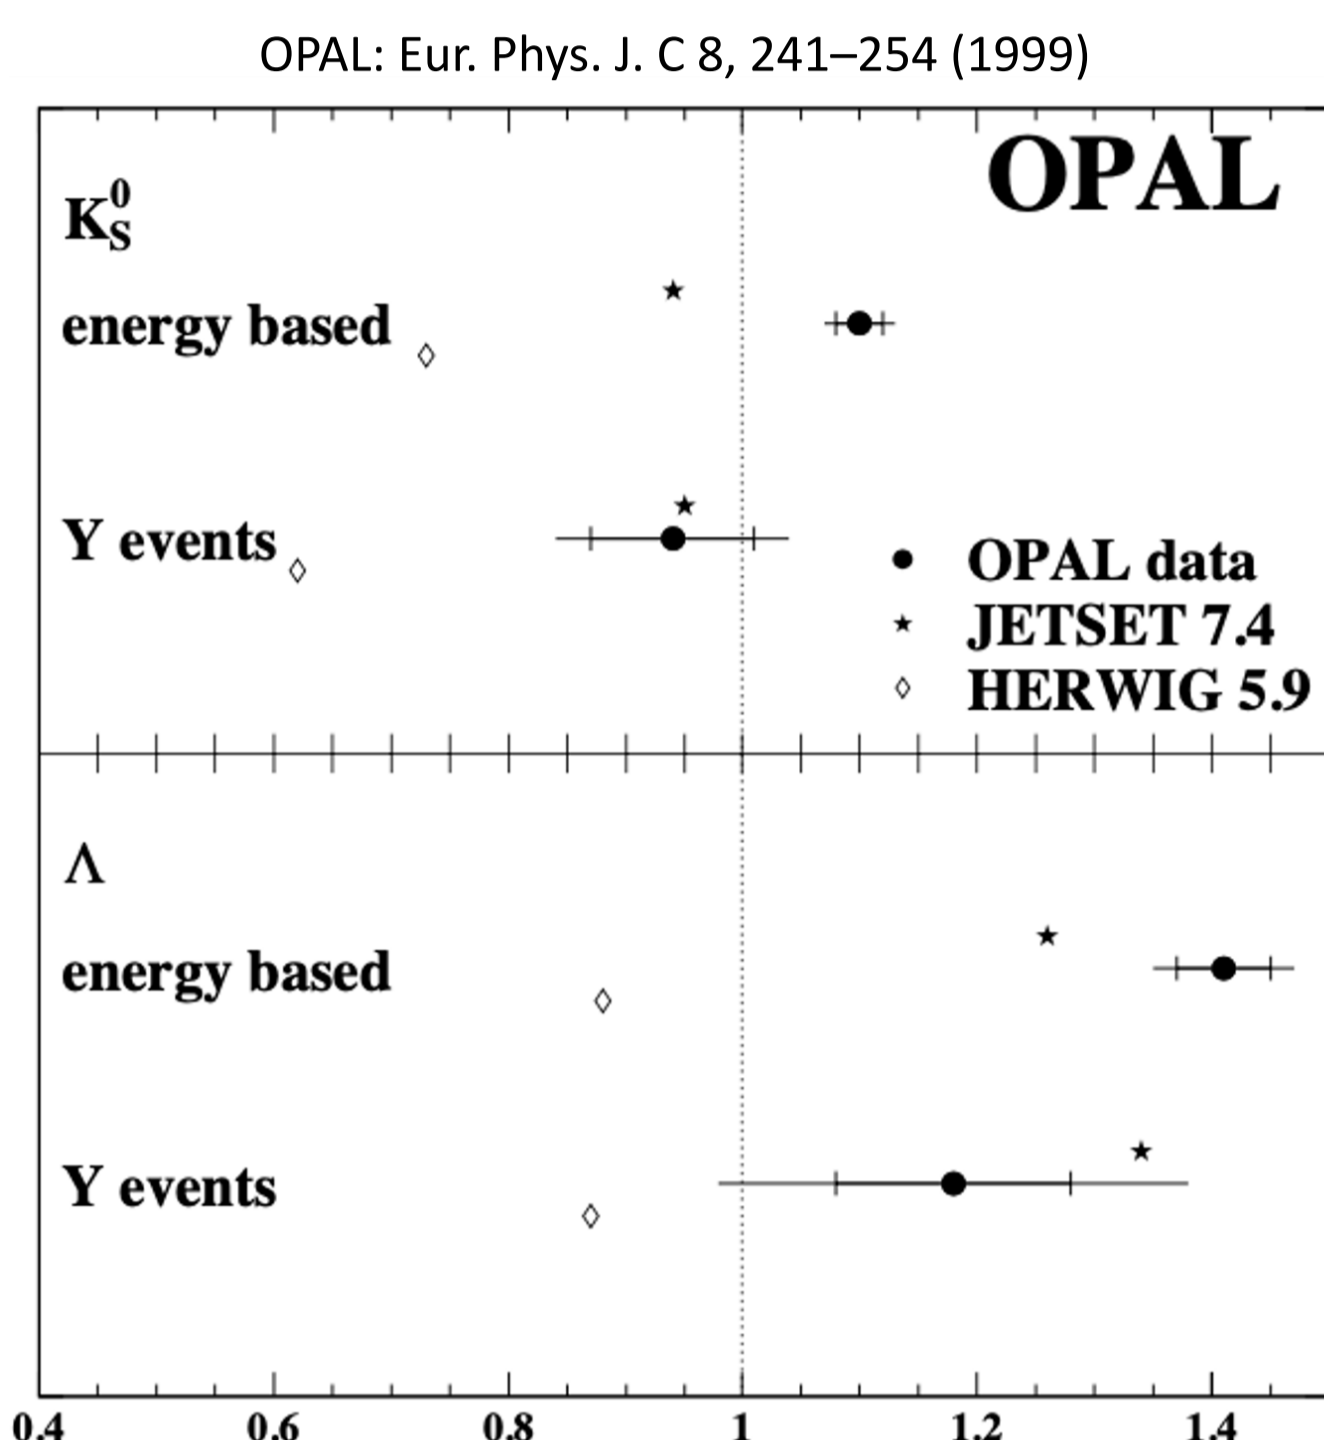 OPAL: Eur. Phys. J. C 8, 241–254 (1999)
OPAL
K⁰_S
energy based
Y events
OPAL data
JETSET 7.4
HERWIG 5.9
Λ
energy based
Y events
0.4 0.6 0.8 1 1.2 1.4